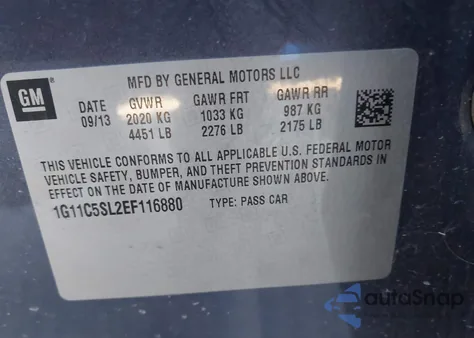 MFD BY GENERAL MOTORS LLC
GM
DATE GVWR GAWR FRT GAWR RR
09/13 2020 KG 1033 KG 987 KG
4451 LB 2276 LB 2175 LB
THIS VEHICLE CONFORMS TO ALL APPLICABLE U.S. FEDERAL MOTOR
VEHICLE SAFETY, BUMPER, AND THEFT PREVENTION STANDARDS IN
EFFECT ON THE DATE OF MANUFACTURE SHOWN ABOVE.
1G11C5SL2EF116880 TYPE: PASS CAR
autoSnap